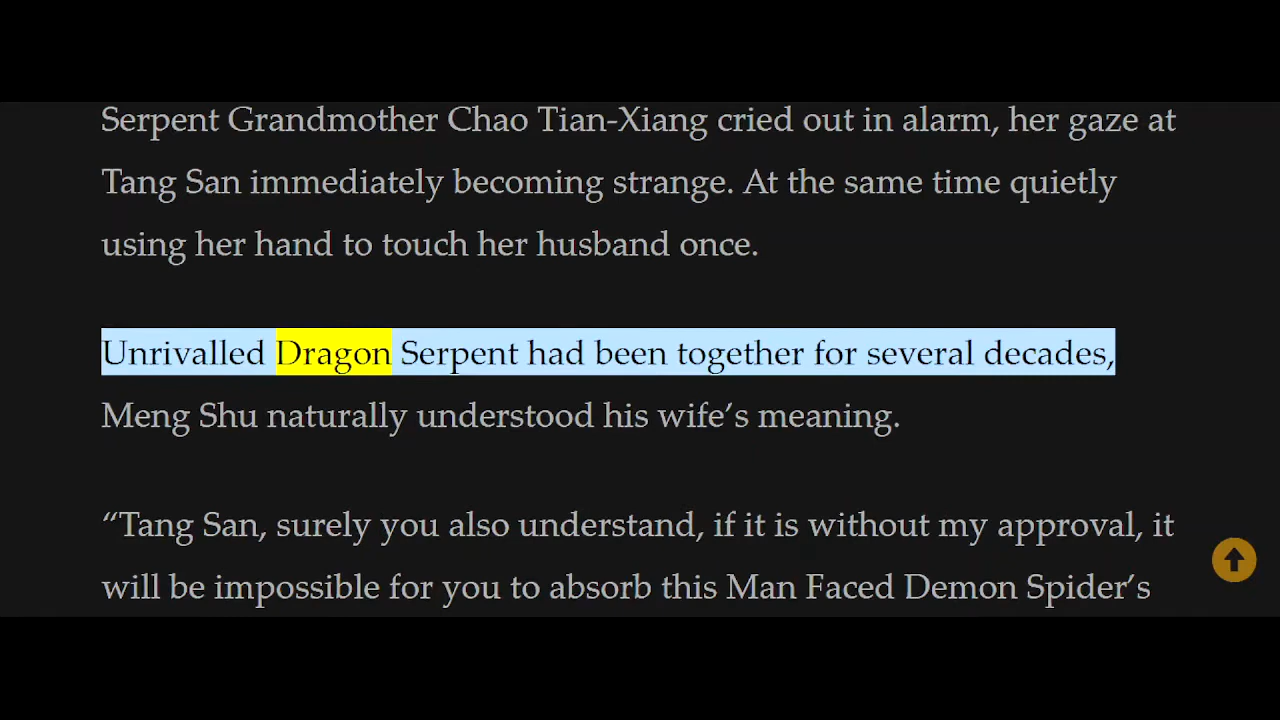 Serpent Grandmother Chao Tian-Xiang cried out in alarm, her gaze at
Tang San immediately becoming strange. At the same time quietly
using her hand to touch her husband once.
Unrivalled Dragon Serpent had been together for several decades,
Meng Shu naturally understood his wife’s meaning.
“Tang San, surely you also understand, if it is without my approval, it
will be impossible for you to absorb this Man Faced Demon Spider’s